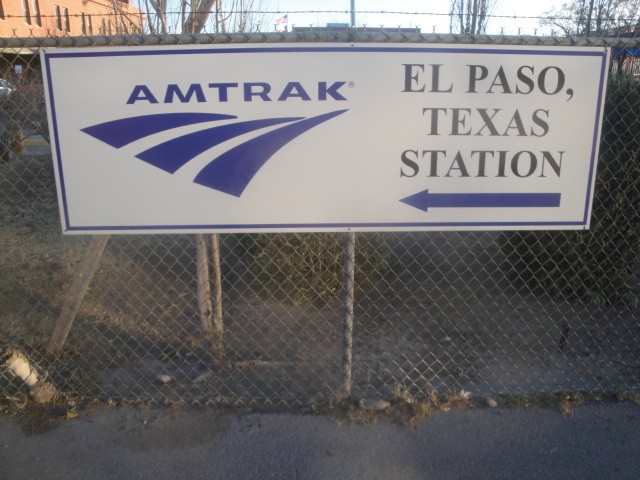 AMTRAK®
EL PASO,
TEXAS
STATION